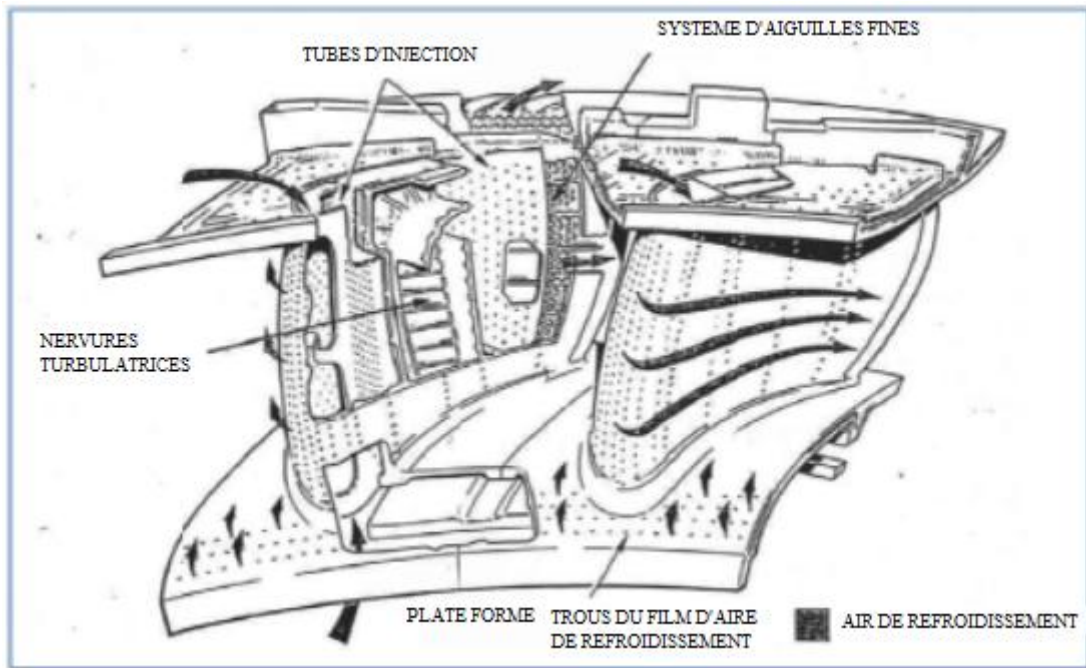 SYSTEME D'AIGUILLES FINES
TUBES D'INJECTION
NERVURES
TURBULATRICES
PLATE FORME
TROUS DU FILM D'AIRE
DE REFROIDISSEMENT
AIR DE REFROIDISSEMENT